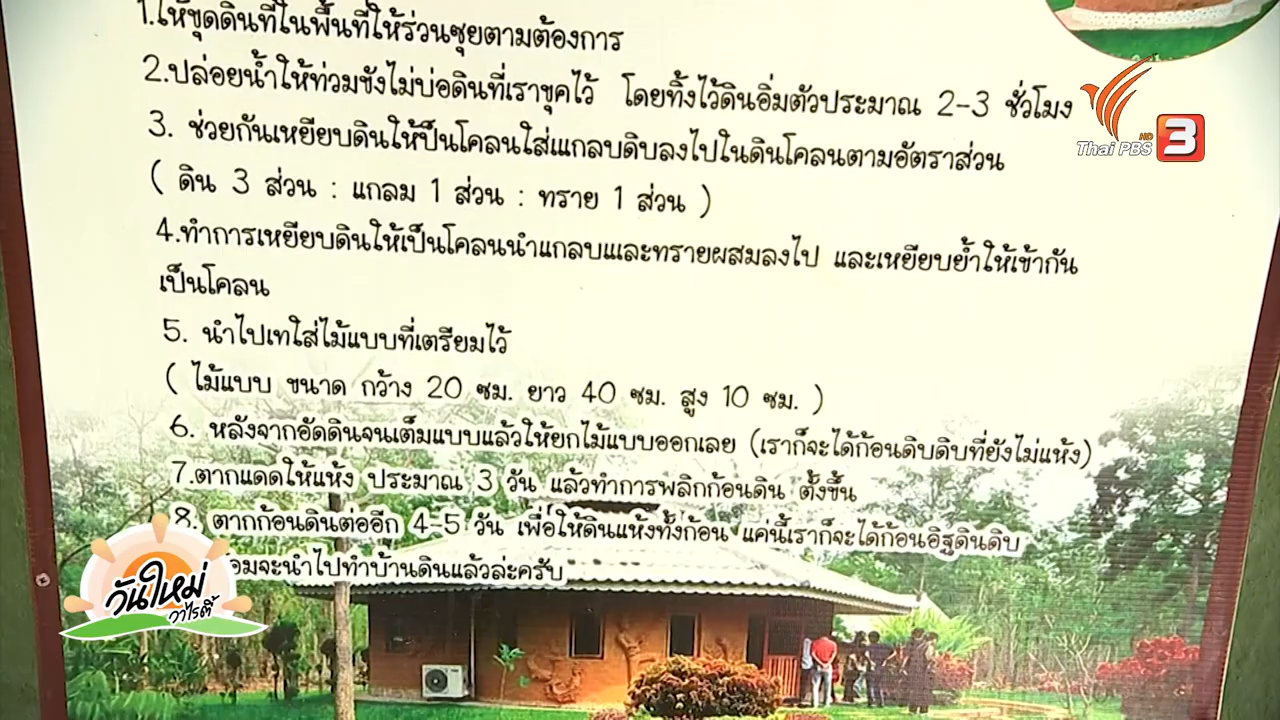 1.ให้ขุดดินที่ในพื้นที่ให้ร่วนซุยตามต้องการ
2.ปล่อยน้ำให้ท่วมขังไม่บ่อดินที่เราขุดไว้ โดยทิ้งไว้ดินอิ่มตัวประมาณ 2-3 ชั่วโมง
3. ช่วยกันเหยียบดินให้ป็นโคลนใส่แกลบดิบลงไปในดินโคลนตามอัตราส่วน
( ดิน 3 ส่วน : แกลม 1 ส่วน : ทราย 1 ส่วน )
4.ทำการเหยียบดินให้เป็นโคลนนำแกลบและทรายผสมลงไป และเหยียบย้ำให้เข้ากัน
เป็นโคลน
5. นำไปเทใส่ไม้แบบที่เตรียมไว้
( ไม้แบบ ขนาด กว้าง 20 ซม. ยาว 40 ซม. สูง 10 ซม. )
6. หลังจากอัดดินจนเต็มแบบแล้วให้ยกไม้แบบออกเลย (เราก็จะได้ก้อนดิบดิบที่ยังไม่แห้ง)
7.ตากแดดให้แห้ง ประมาณ 3 วัน แล้วทำการพลิกก้อนดิน ตั้งขึ้น
8. ตากก้อนดินต่ออีก 4-5 วัน เพื่อให้ดินแห้งทั้งก้อน แค่นี้เราก็จะได้ก้อนอิฐดินดิบ
้อมจะนำไปทำบ้านดินแล้วล่ะครับ
Thai PBS HD 3
วันใหม่
วาไรตี้